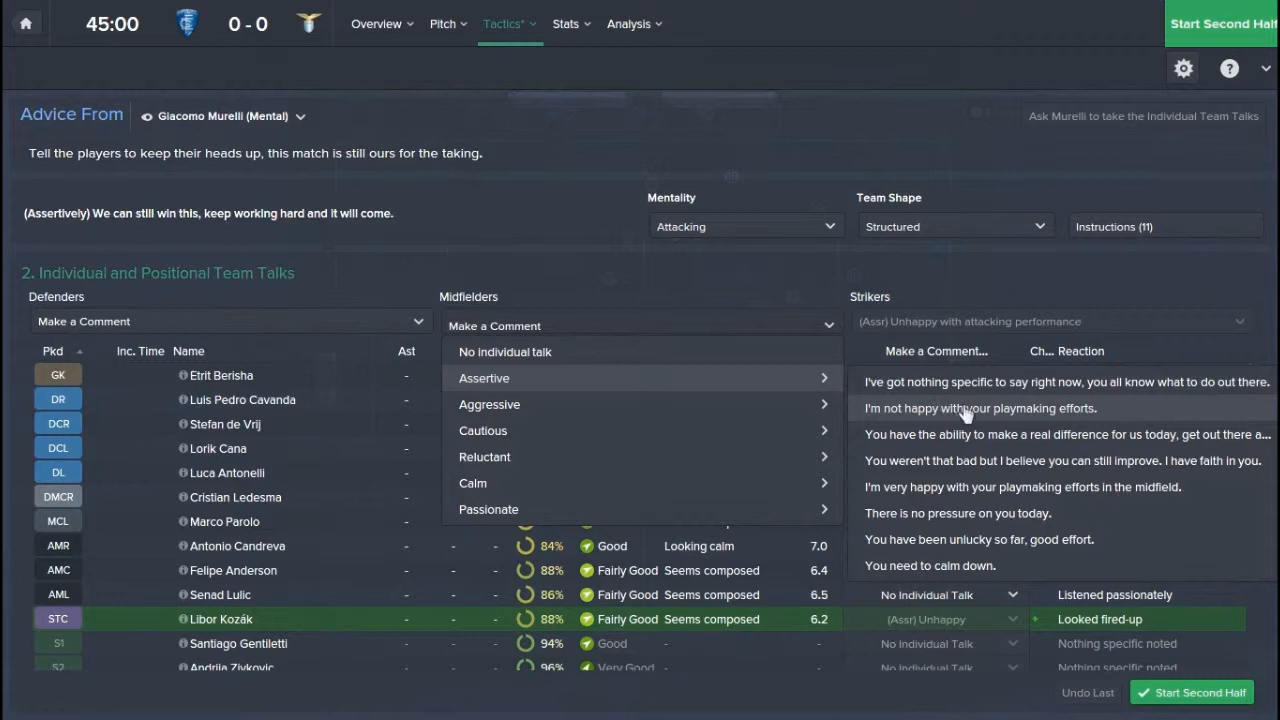 45:00
0 - 0
Overview
Pitch
Tactics*
Stats
Analysis
Start Second Half
?
Advice From
Giacomo Murelli (Mental)
Ask Murelli to take the Individual Team Talks
Tell the players to keep their heads up, this match is still ours for the taking.
Mentality
Team Shape
(Assertively) We can still win this, keep working hard and it will come.
Attacking
Structured
Instructions (11)
2. Individual and Positional Team Talks
Defenders
Midfielders
Strikers
Make a Comment
Make a Comment
(Assr) Unhappy with attacking performance
Pkd Inc. Time Name Ast
Make a Comment... Ch... Reaction
No individual talk
Assertive
Aggressive
Cautious
Reluctant
Calm
Passionate
I've got nothing specific to say right now, you all know what to do out there.
I'm not happy with your playmaking efforts.
You have the ability to make a real difference for us today, get out there a...
You weren't that bad but I believe you can still improve. I have faith in you.
I'm very happy with your playmaking efforts in the midfield.
There is no pressure on you today.
You have been unlucky so far, good effort.
You need to calm down.
GK Etrit Berisha -
DR Luis Pedro Cavanda -
DCR Stefan de Vrij -
DCL Lorik Cana -
DL Luca Antonelli -
DMCR Cristian Ledesma -
MCL Marco Parolo -
AMR Antonio Candreva - - - 84% Good Looking calm 7.0
AMC Felipe Anderson - - - 88% Fairly Good Seems composed 6.4
AML Senad Lulic - - - 86% Fairly Good Seems composed 6.5 No Individual Talk Listened passionately
STC Libor Kozák - - - 88% Fairly Good Seems composed 6.2 (Assr) Unhappy + Looked fired-up
S1 Santiago Gentiletti 94% Good - - No Individual Talk Nothing specific noted
S2 Andrija Zivkovic 96% Very Good - - No Individual Talk Nothing specific noted
Undo Last
Start Second Half